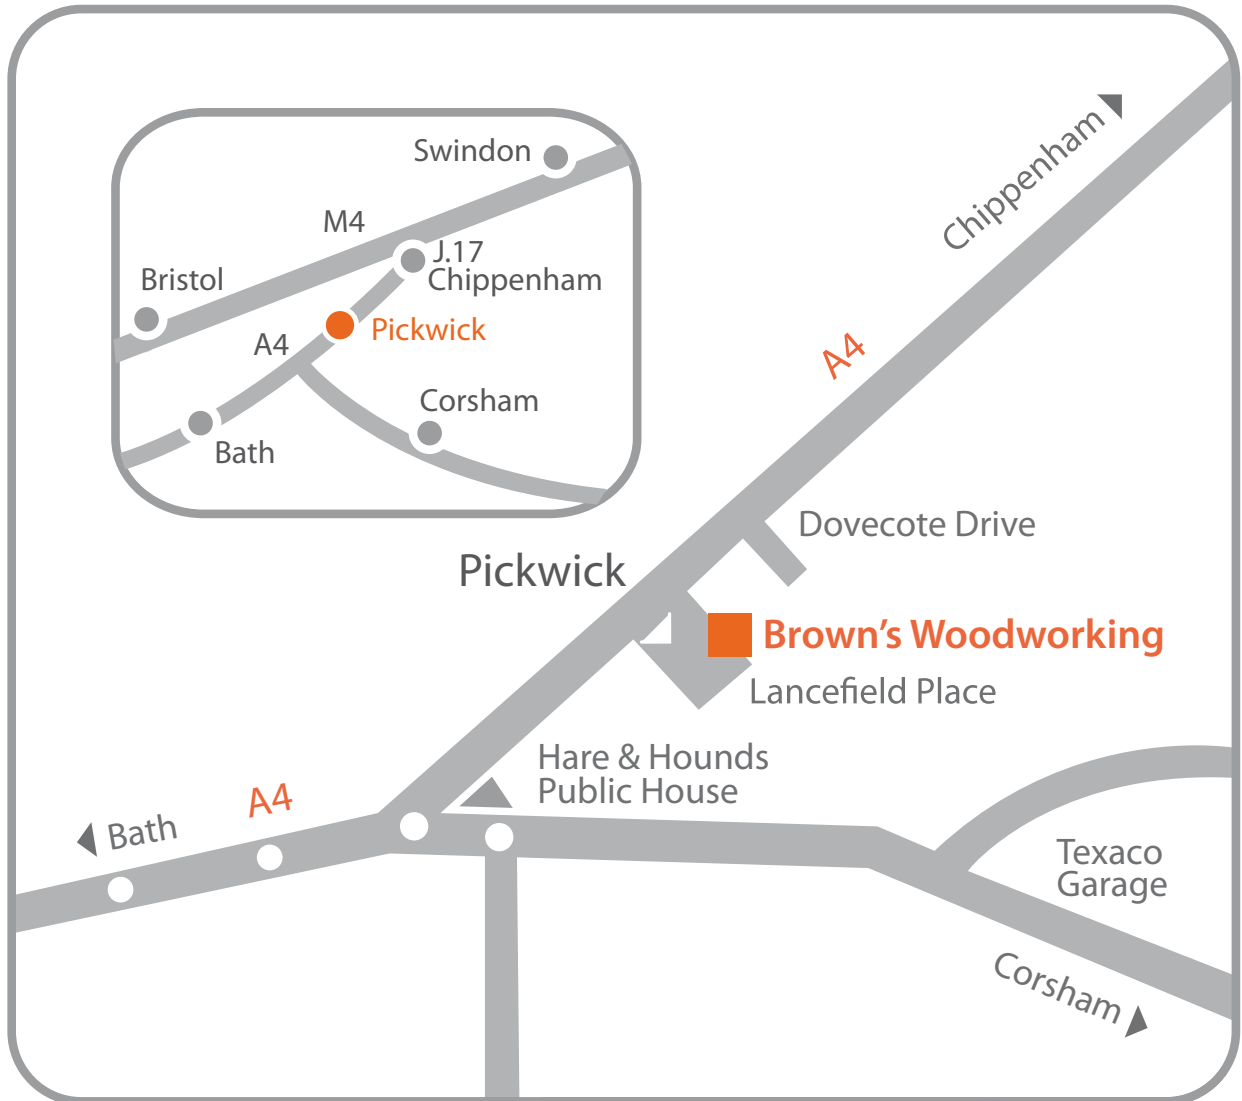 Swindon
M4
J.17
Chippenham
Bristol
Pickwick
A4
Corsham
Bath
Chippenham
A4
Dovecote Drive
Pickwick
Brown’s Woodworking
Lancefield Place
Hare & Hounds
Public House
A4
Bath
Texaco
Garage
Corsham